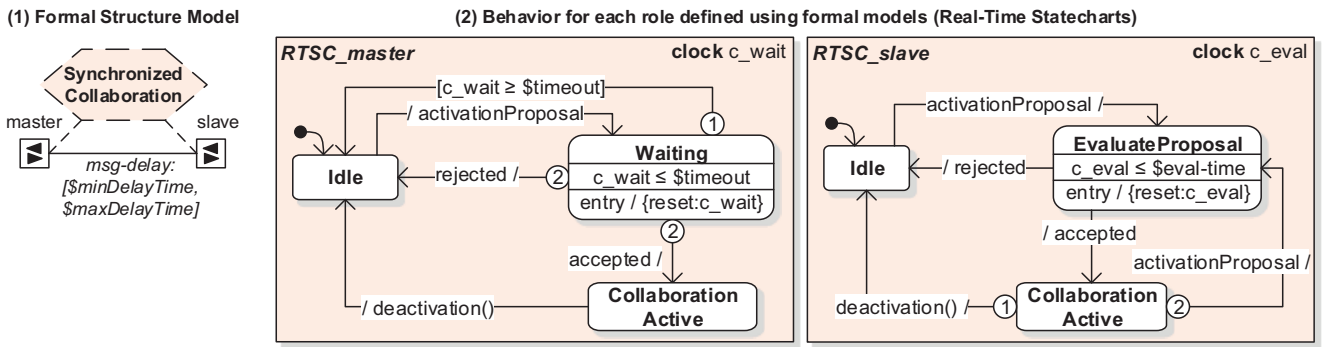 (1) Formal Structure Model
Synchronized
Collaboration
master
slave
msg-delay:
[$minDelayTime,
$maxDelayTime]
(2) Behavior for each role defined using formal models (Real-Time Statecharts)
RTSC_master
clock c_wait
[c_wait ≥ $timeout]
/ activationProposal
1
Waiting
c_wait ≤ $timeout
entry / {reset:c_wait}
Idle
rejected /
2
2
accepted /
Collaboration
Active
/ deactivation()
RTSC_slave
clock c_eval
activationProposal /
EvaluateProposal
c_eval ≤ $eval-time
entry / {reset:c_eval}
Idle
/ rejected
/ accepted
activationProposal /
deactivation() /
1
Collaboration
Active
2